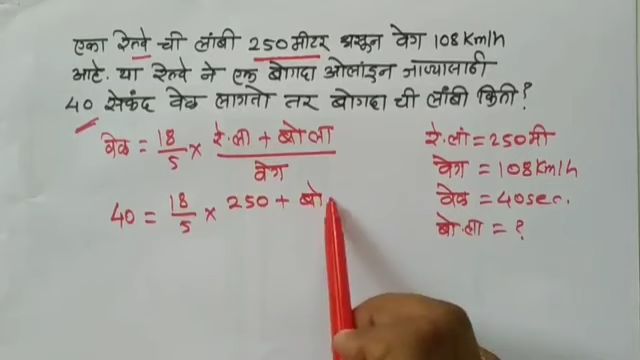 एका रेल्वे ची लांबी 250 मीटर असून वेग 108 Km/h
आहे. या रेल्वे ने एक बोगदा ओलांडून जाण्यासाठी
40 सेकंद वेळ लागतो तर बोगदा ची लांबी किती?
वेळ = 18/5 × रे.ला + बो.ला / वेग
40 = 18/5 × 250 + बो.
रे.लां = 250 मी
वेग = 108 Km/h
वेळ = 40 sec.
बो.ला = ?